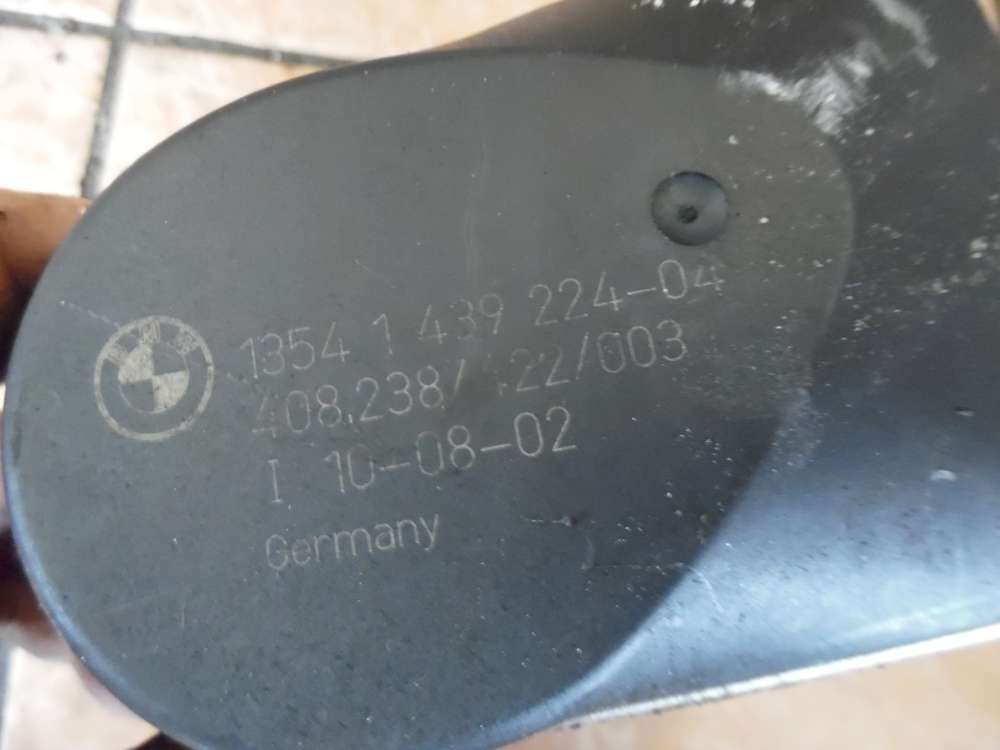 1354 1 439 224-04
408.238/ 22/003
I 10-08-02
Germany